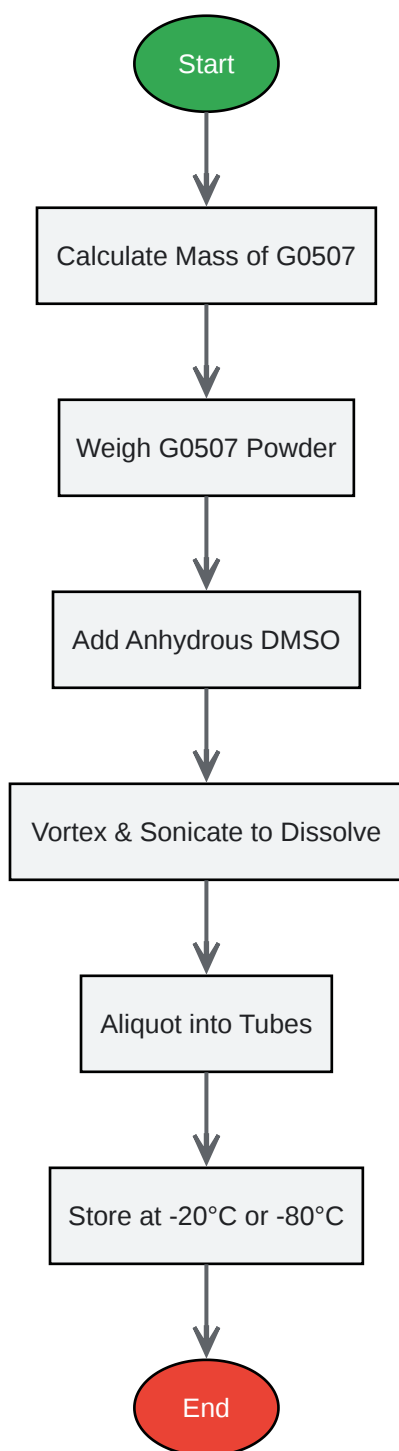 Start
Calculate Mass of G0507
Weigh G0507 Powder
Add Anhydrous DMSO
Vortex & Sonicate to Dissolve
Aliquot into Tubes
Store at -20°C or -80°C
End